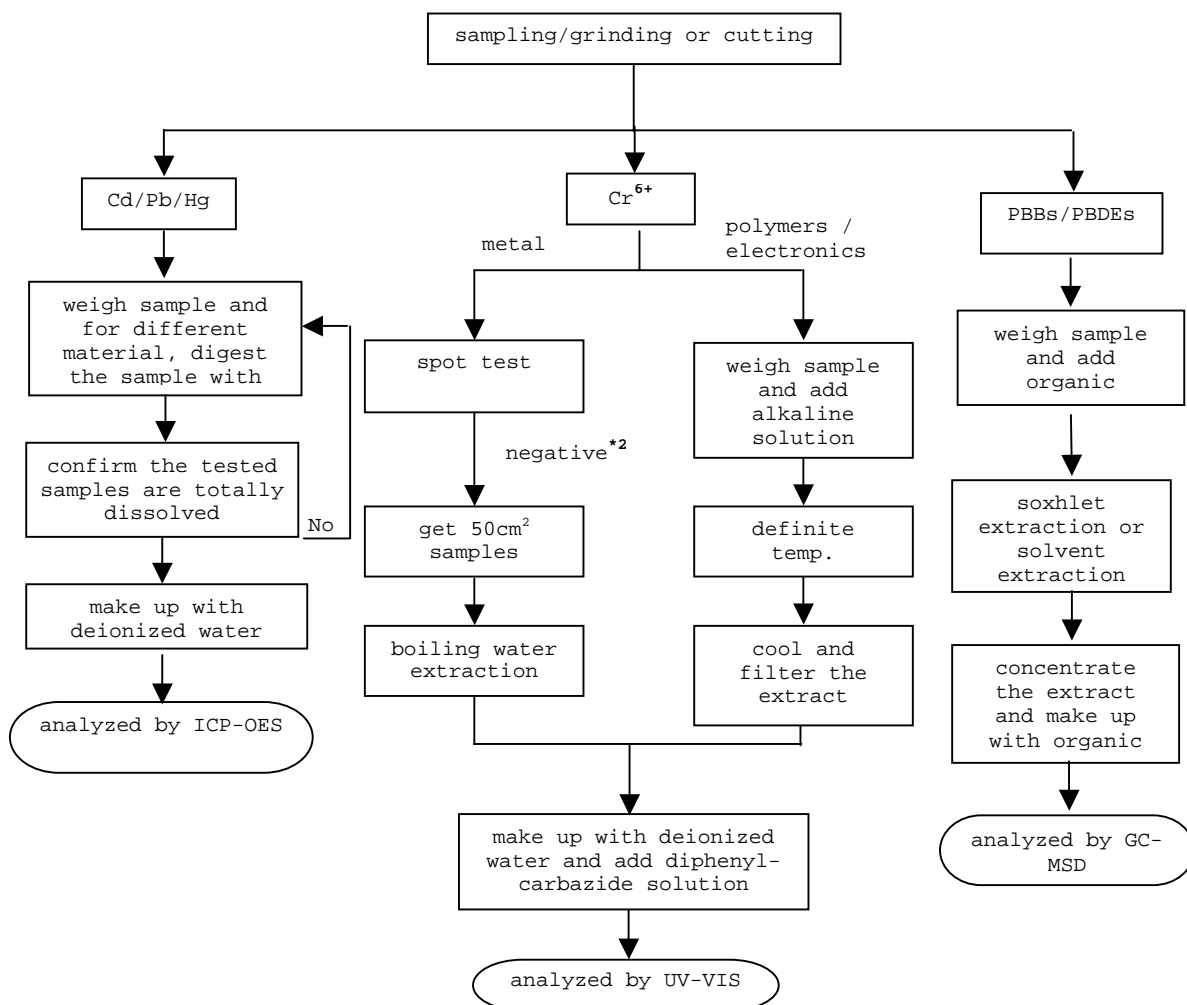 sampling/grinding or cutting
Cd/Pb/Hg
Cr⁶⁺
PBBs/PBDEs
metal
polymers /
electronics
weigh sample and
for different
material, digest
the sample with
spot test
weigh sample
and add
alkaline
solution
weigh sample
and add
organic
negative*²
confirm the tested
samples are totally
dissolved
No
get 50cm²
samples
definite
temp.
soxhlet
extraction or
solvent
extraction
make up with
deionized water
boiling water
extraction
cool and
filter the
extract
concentrate
the extract
and make up
with organic
analyzed by ICP-OES
make up with deionized
water and add diphenyl-
carbazide solution
analyzed by GC-
MSD
analyzed by UV-VIS